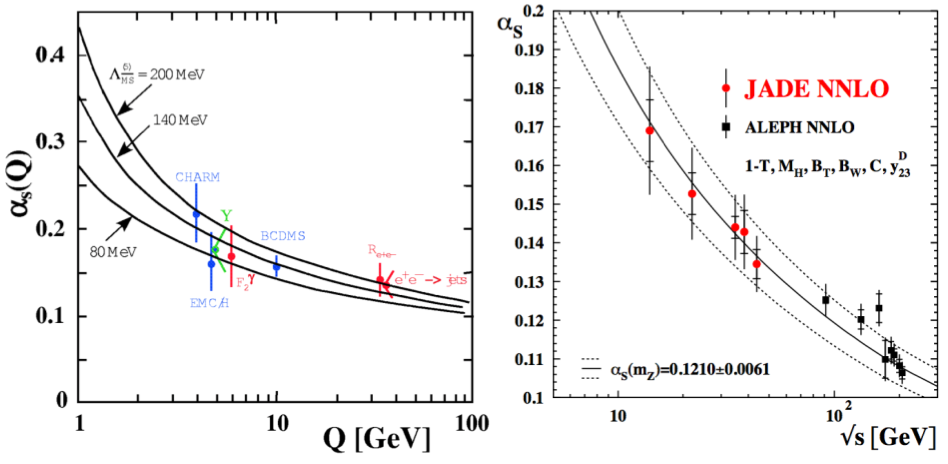 0.4
0.3
0.2
0.1
0
αs(Q)
Λ(5)MS = 200 MeV
140 MeV
80 MeV
CHARM
Υ
BCDMS
R e+e-
F2γ
e+e- -> jets
EMC/H
1
10
100
Q [GeV]
αS
0.2
0.19
0.18
0.17
0.16
0.15
0.14
0.13
0.12
0.11
0.1
JADE NNLO
ALEPH NNLO
1-T, MH, BT, BW, C, yD23
αS(mZ)=0.1210±0.0061
10
10²
√s [GeV]